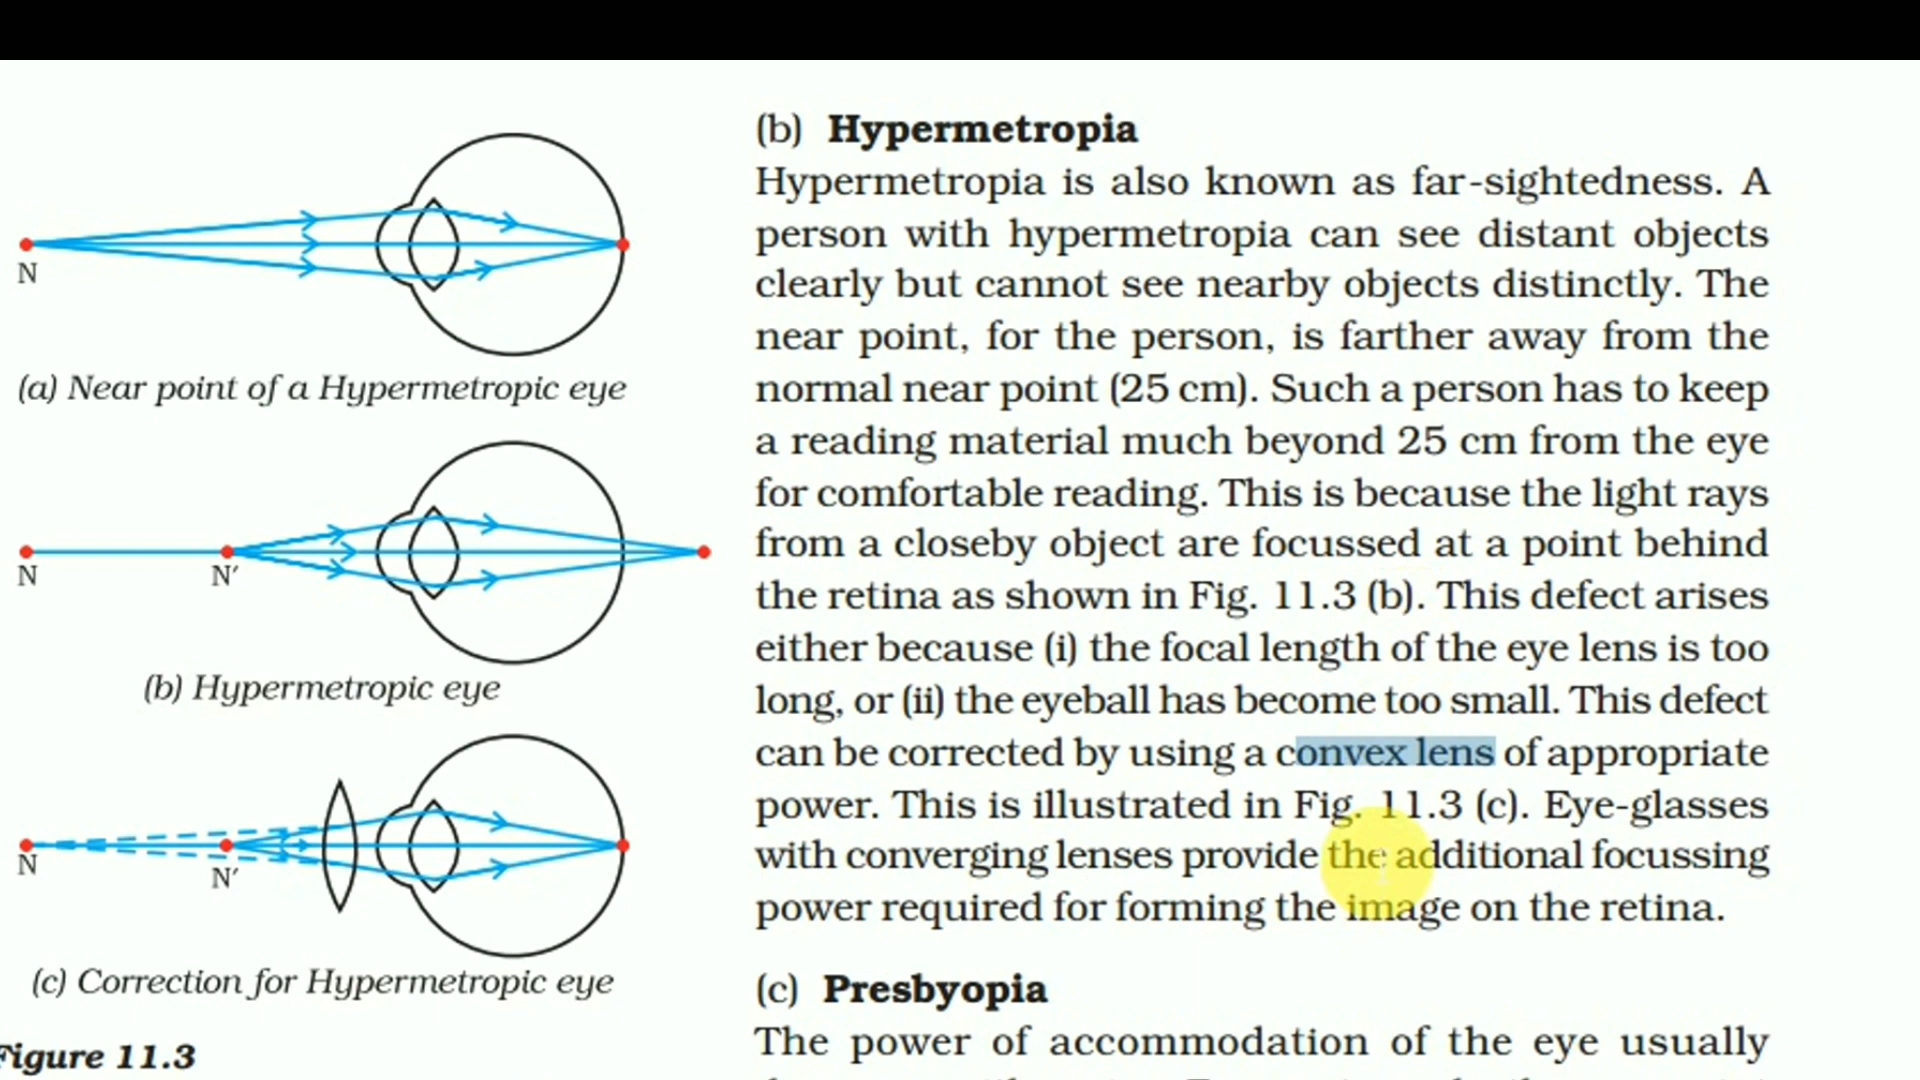 N
(a) Near point of a Hypermetropic eye
N
N′
(b) Hypermetropic eye
N
N′
(c) Correction for Hypermetropic eye
Figure 11.3
(b) Hypermetropia
Hypermetropia is also known as far-sightedness. A
person with hypermetropia can see distant objects
clearly but cannot see nearby objects distinctly. The
near point, for the person, is farther away from the
normal near point (25 cm). Such a person has to keep
a reading material much beyond 25 cm from the eye
for comfortable reading. This is because the light rays
from a closeby object are focussed at a point behind
the retina as shown in Fig. 11.3 (b). This defect arises
either because (i) the focal length of the eye lens is too
long, or (ii) the eyeball has become too small. This defect
can be corrected by using a convex lens of appropriate
power. This is illustrated in Fig. 11.3 (c). Eye-glasses
with converging lenses provide the additional focussing
power required for forming the image on the retina.
(c) Presbyopia
The power of accommodation of the eye usually